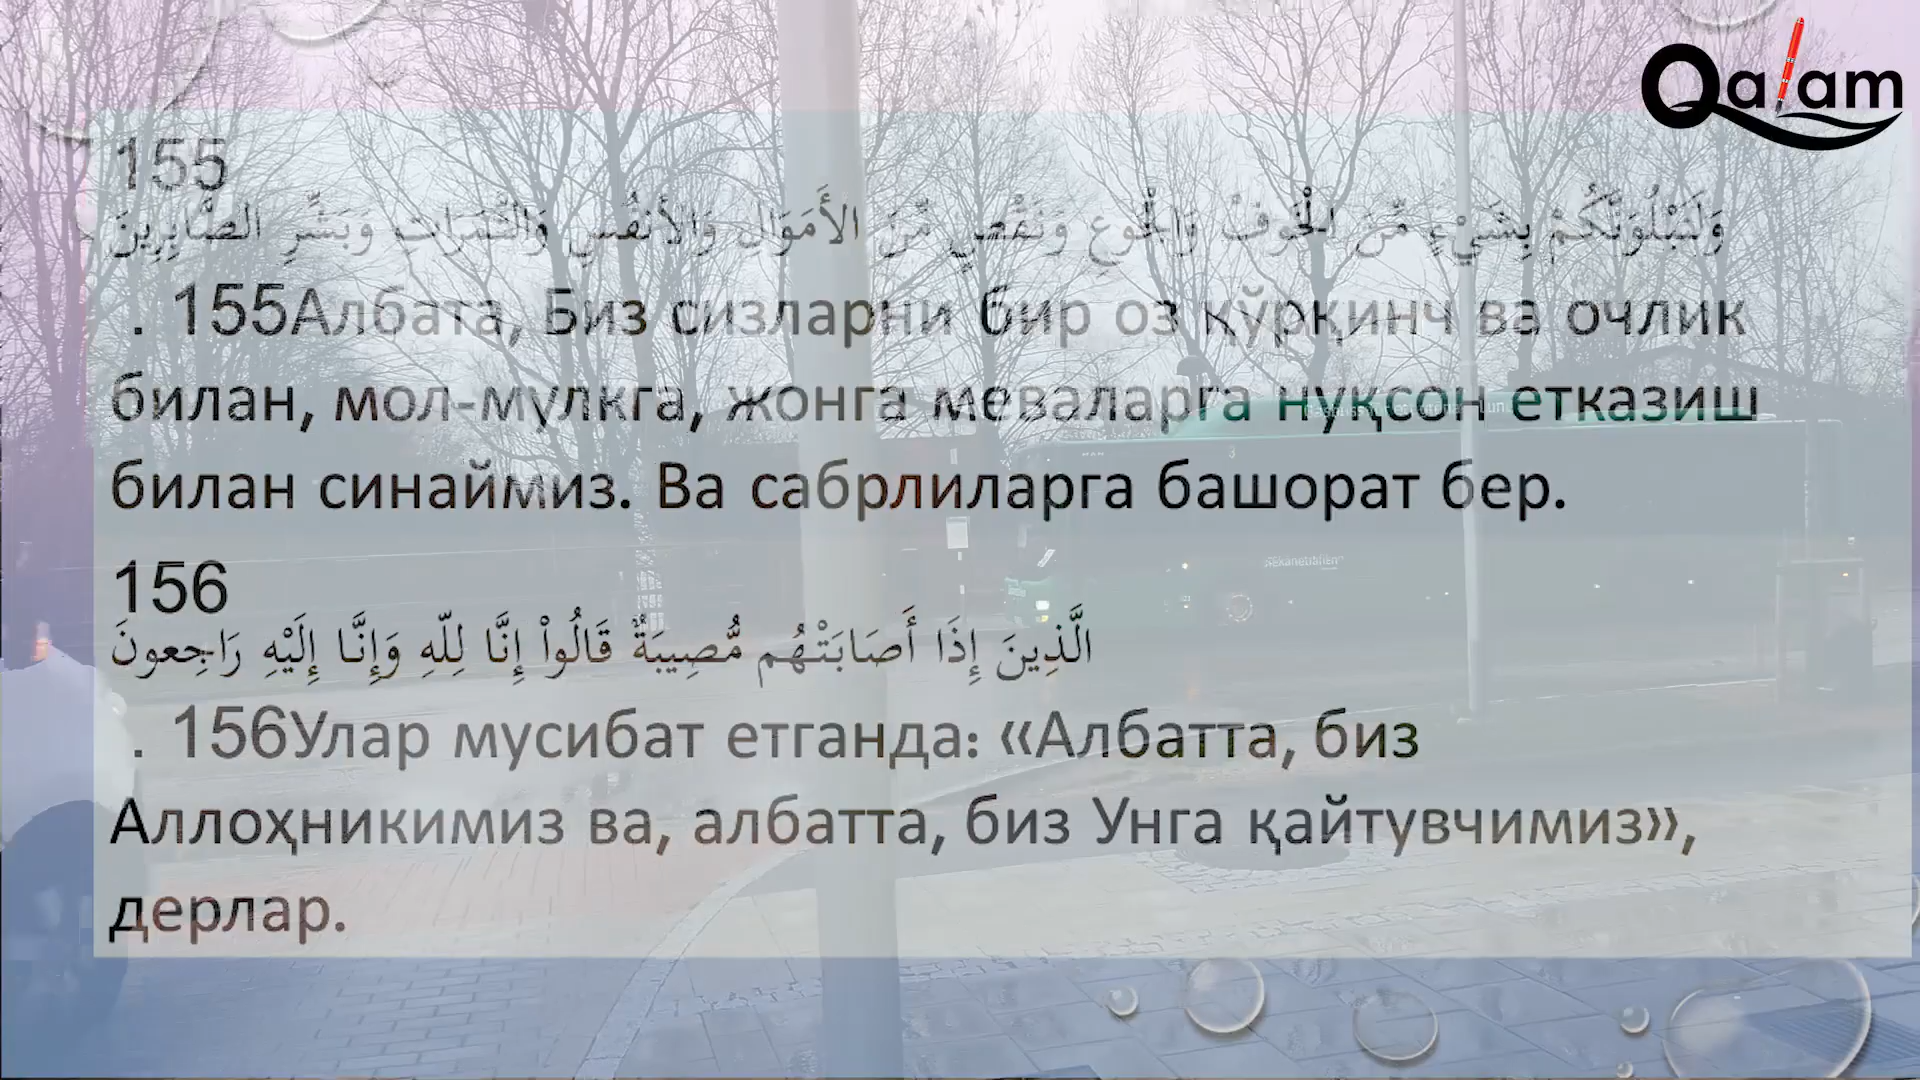 Qalam
155
وَلَنَبْلُوَنَّكُمْ بِشَيْءٍ مِّنَ الْخَوفْ وَالْجُوعِ وَنَقْصٍ مِّنَ الأَمَوَالِ وَالأنفُسِ وَالثَّمَرَاتِ وَبَشِّرِ الصَّابِرِينَ
. 155Албата, Биз сизларни бир оз қўрқинч ва очлик
билан, мол-мулкга, жонга меваларга нуқсон етказиш
билан синаймиз. Ва сабрлиларга башорат бер.
156
الَّذِينَ إِذَا أَصَابَتْهُم مُّصِيبَةٌ قَالُواْ إِنَّا لِلّهِ وَإِنَّـا إِلَيْهِ رَاجِعونَ
. 156Улар мусибат етганда: «Албатта, биз
Аллоҳникимиз ва, албатта, биз Унга қайтувчимиз»,
дерлар.